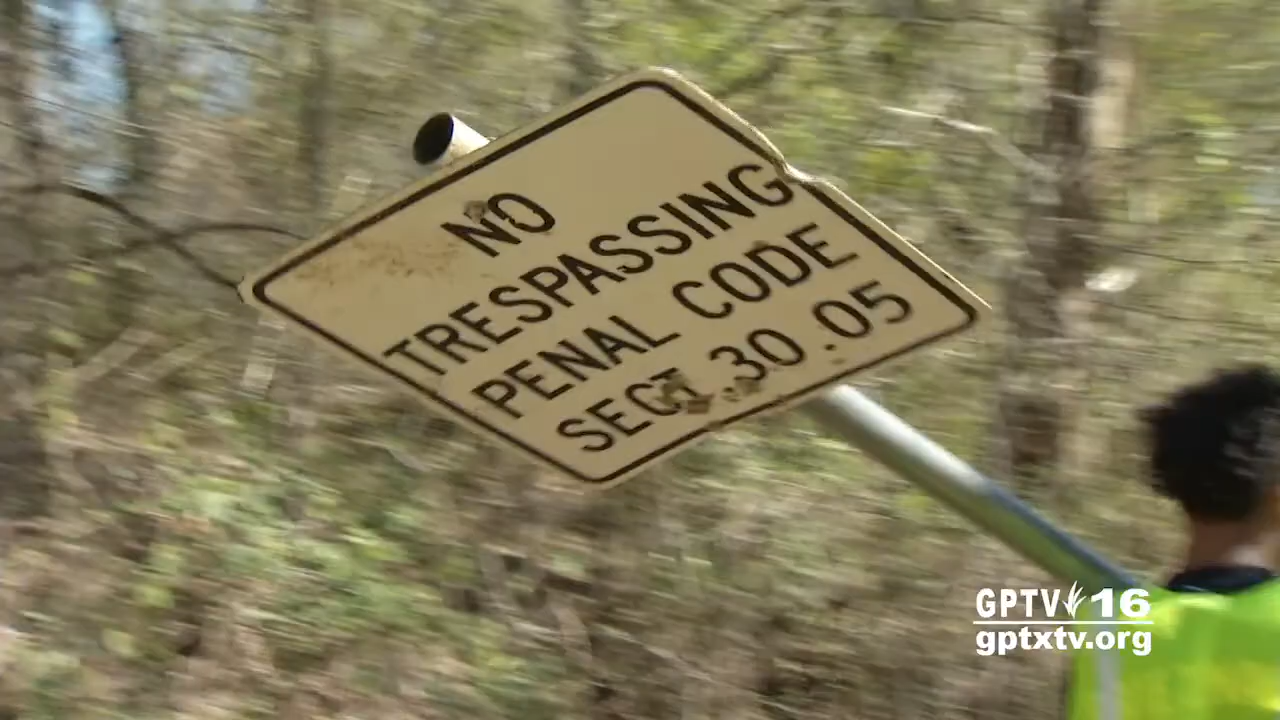 NO
TRESPASSING
PENAL CODE
SECT. 30.05
GPTV 16
gptxtv.org